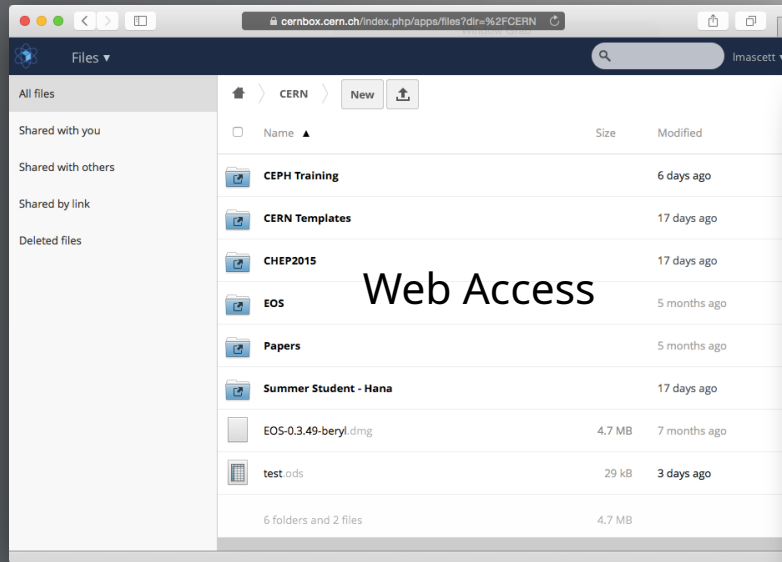 cernbox.cern.ch/index.php/apps/files?dir=%2FCERN
Files ▾
lmascett ▾
All files
Shared with you
Shared with others
Shared by link
Deleted files
CERN
New
Name ▲ Size Modified
CEPH Training 6 days ago
CERN Templates 17 days ago
CHEP2015 17 days ago
Web Access
EOS 5 months ago
Papers 5 months ago
Summer Student - Hana 17 days ago
EOS-0.3.49-beryl.dmg 4.7 MB 7 months ago
test.ods 29 kB 3 days ago
6 folders and 2 files 4.7 MB